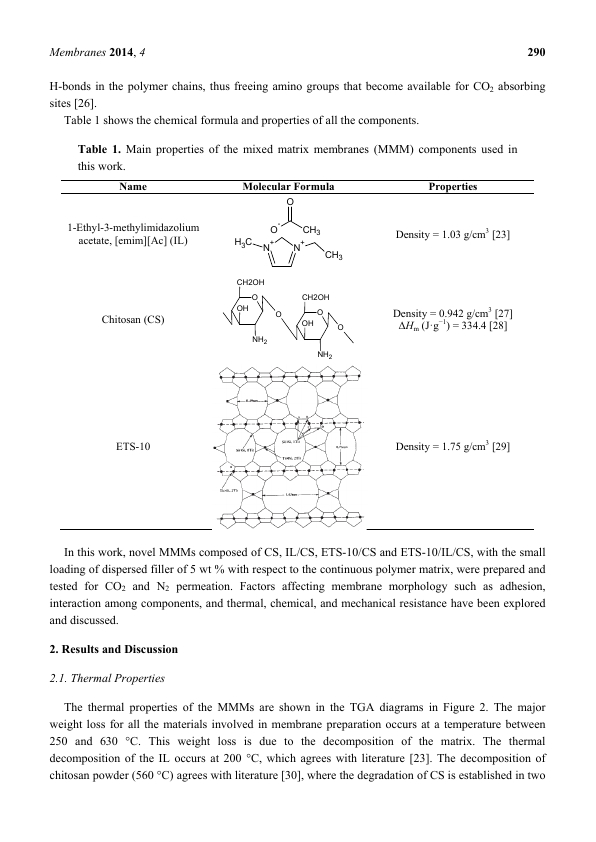 Membranes 2014, 4 290
H-bonds in the polymer chains, thus freeing amino groups that become available for CO2 absorbing
sites [26].
Table 1 shows the chemical formula and properties of all the components.
Table 1. Main properties of the mixed matrix membranes (MMM) components used in
this work.
Name Molecular Formula Properties
1-Ethyl-3-methylimidazolium
acetate, [emim][Ac] (IL)
O
O- CH3
H3C N+ N+
CH3
Density = 1.03 g/cm3 [23]
Chitosan (CS)
CH2OH
O
OH
O
NH2
CH2OH
O
OH
O
NH2
Density = 0.942 g/cm3 [27]
ΔHm (J·g−1) = 334.4 [28]
ETS-10
Density = 1.75 g/cm3 [29]
In this work, novel MMMs composed of CS, IL/CS, ETS-10/CS and ETS-10/IL/CS, with the small
loading of dispersed filler of 5 wt % with respect to the continuous polymer matrix, were prepared and
tested for CO2 and N2 permeation. Factors affecting membrane morphology such as adhesion,
interaction among components, and thermal, chemical, and mechanical resistance have been explored
and discussed.
2. Results and Discussion
2.1. Thermal Properties
The thermal properties of the MMMs are shown in the TGA diagrams in Figure 2. The major
weight loss for all the materials involved in membrane preparation occurs at a temperature between
250 and 630 °C. This weight loss is due to the decomposition of the matrix. The thermal
decomposition of the IL occurs at 200 °C, which agrees with literature [23]. The decomposition of
chitosan powder (560 °C) agrees with literature [30], where the degradation of CS is established in two